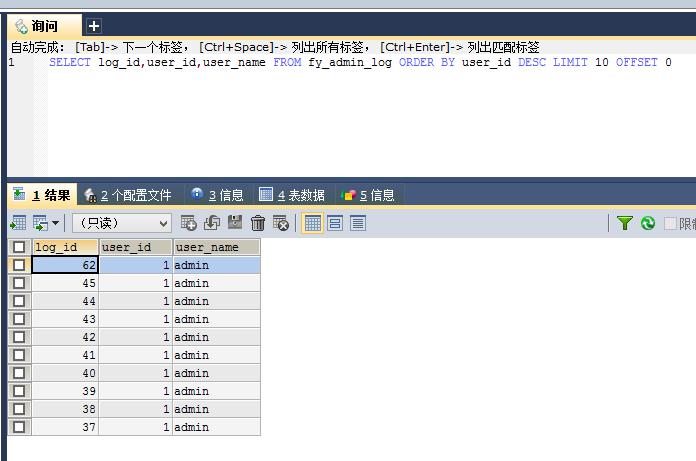 询问
自动完成： [Tab]-> 下一个标签， [Ctrl+Space]-> 列出所有标签， [Ctrl+Enter]-> 列出匹配标签
1 SELECT log_id,user_id,user_name FROM fy_admin_log ORDER BY user_id DESC LIMIT 10 OFFSET 0
1 结果 2 个配置文件 3 信息 4 表数据 5 信息
（只读） 限制
log_id user_id user_name
62 1 admin
45 1 admin
44 1 admin
43 1 admin
42 1 admin
41 1 admin
40 1 admin
39 1 admin
38 1 admin
37 1 admin